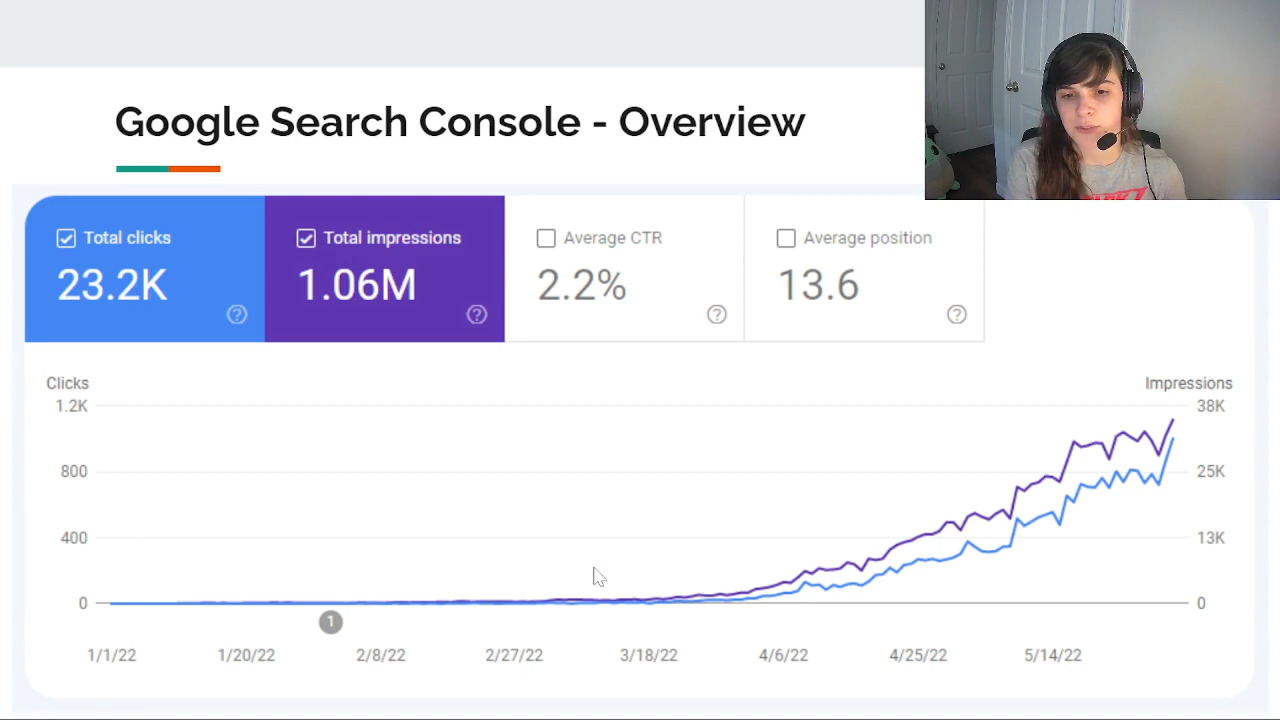 Google Search Console - Overview
Total clicks
23.2K
Total impressions
1.06M
Average CTR
2.2%
Average position
13.6
Clicks
Impressions
1.2K
38K
800
25K
400
13K
0
0
1
1/1/22 1/20/22 2/8/22 2/27/22 3/18/22 4/6/22 4/25/22 5/14/22